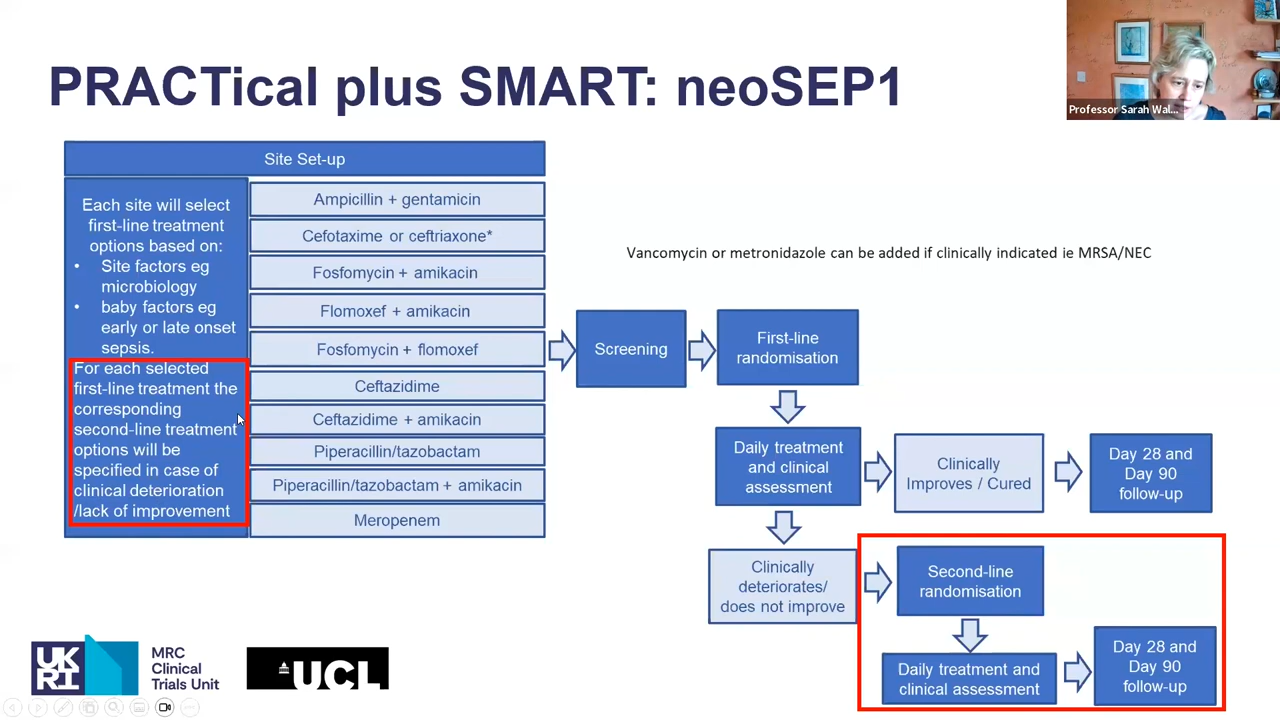 PRACTical plus SMART: neoSEP1
Professor Sarah Wal...
Site Set-up
Each site will select
first-line treatment
options based on:
• Site factors eg
microbiology
• baby factors eg
early or late onset
sepsis.
For each selected
first-line treatment the
corresponding
second-line treatment
options will be
specified in case of
clinical deterioration
/lack of improvement
Ampicillin + gentamicin
Cefotaxime or ceftriaxone*
Fosfomycin + amikacin
Flomoxef + amikacin
Fosfomycin + flomoxef
Ceftazidime
Ceftazidime + amikacin
Piperacillin/tazobactam
Piperacillin/tazobactam + amikacin
Meropenem
Vancomycin or metronidazole can be added if clinically indicated ie MRSA/NEC
Screening
First-line
randomisation
Daily treatment
and clinical
assessment
Clinically
Improves / Cured
Day 28 and
Day 90
follow-up
Clinically
deteriorates/
does not improve
Second-line
randomisation
Daily treatment and
clinical assessment
Day 28 and
Day 90
follow-up
UK
RI
MRC
Clinical
Trials Unit
UCL